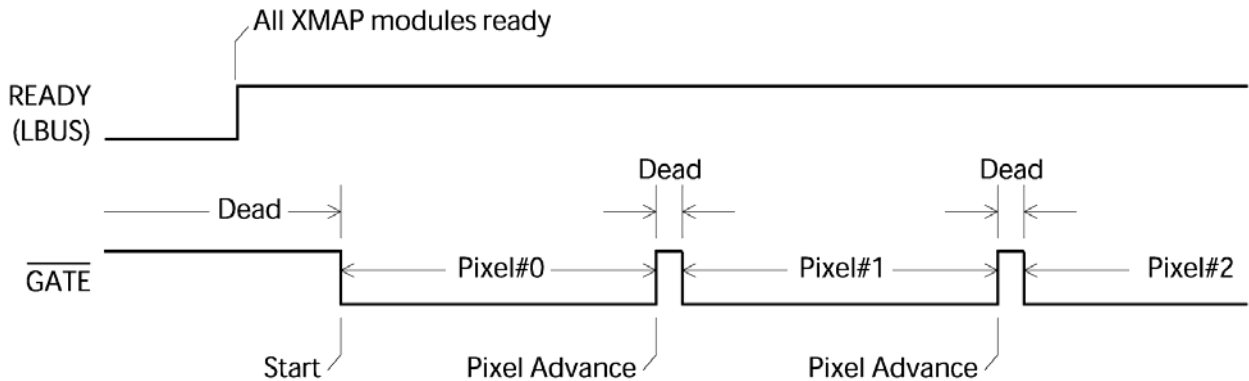 All XMAP modules ready
READY
(LBUS)
Dead
Dead
Dead
GATE
Pixel#0
Pixel#1
Pixel#2
Start
Pixel Advance
Pixel Advance